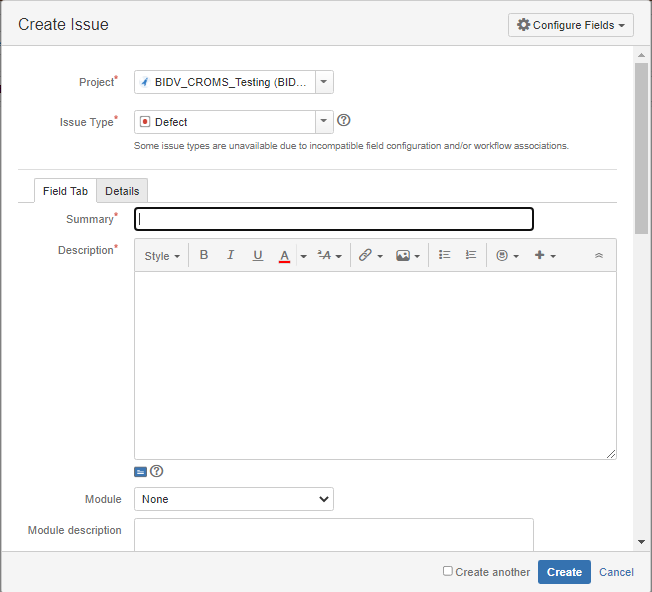 Create Issue
Configure Fields
Project*
BIDV_CROMS_Testing (BID...
Issue Type*
Defect
Some issue types are unavailable due to incompatible field configuration and/or workflow associations.
Field Tab Details
Summary*
Description*
Style B I U A ªA
Module
None
Module description
Create another Create Cancel